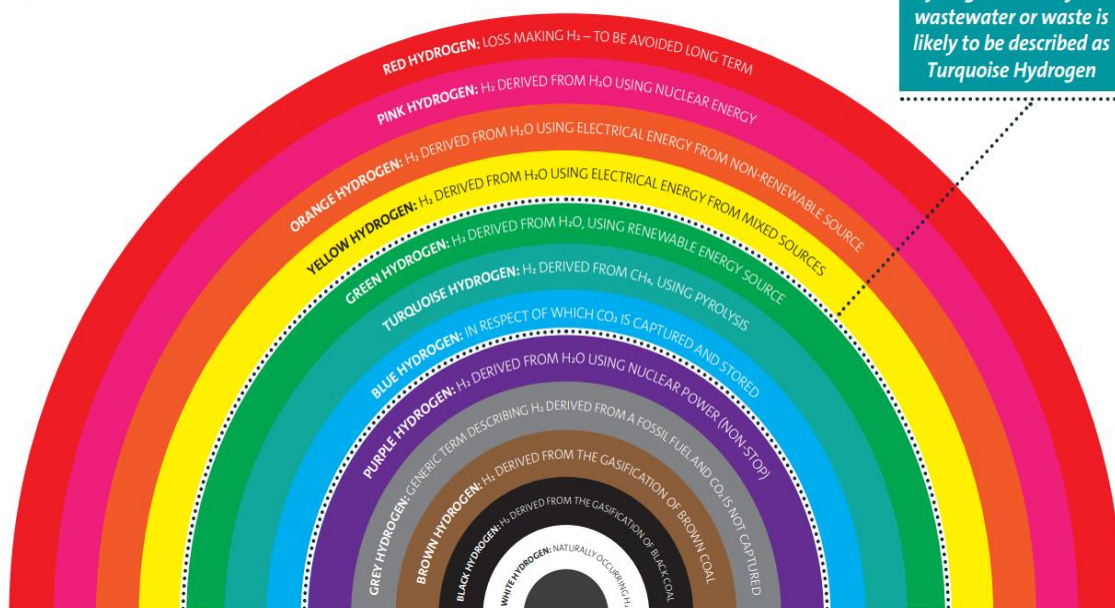 wastewater or waste is
likely to be described as
Turquoise Hydrogen
RED HYDROGEN: LOSS MAKING H₂ – TO BE AVOIDED LONG TERM
PINK HYDROGEN: H₂ DERIVED FROM H₂O USING NUCLEAR ENERGY
ORANGE HYDROGEN: H₂ DERIVED FROM H₂O USING ELECTRICAL ENERGY FROM NON-RENEWABLE SOURCE
YELLOW HYDROGEN: H₂ DERIVED FROM H₂O USING ELECTRICAL ENERGY FROM MIXED SOURCES
GREEN HYDROGEN: H₂ DERIVED FROM H₂O, USING RENEWABLE ENERGY SOURCE
TURQUOISE HYDROGEN: H₂ DERIVED FROM CH₄, USING PYROLYSIS
BLUE HYDROGEN: IN RESPECT OF WHICH CO₂ IS CAPTURED AND STORED
PURPLE HYDROGEN: H₂ DERIVED FROM H₂O USING NUCLEAR POWER (NON-STOP)
GREY HYDROGEN: GENERIC TERM DESCRIBING H₂ DERIVED FROM A FOSSIL FUEL AND CO₂ IS NOT CAPTURED
BROWN HYDROGEN: H₂ DERIVED FROM THE GASIFICATION OF BROWN COAL
BLACK HYDROGEN: H₂ DERIVED FROM THE GASIFICATION OF BLACK COAL
WHITE HYDROGEN: NATURALLY OCCURRING H₂